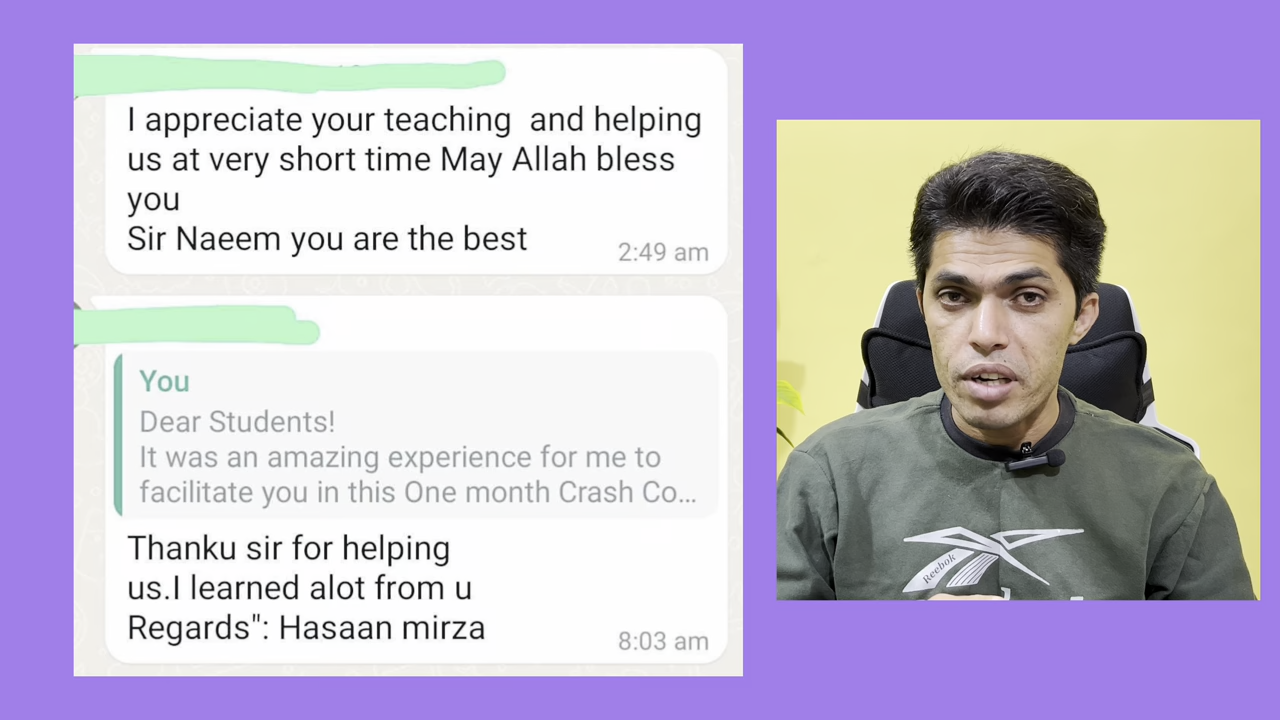 I appreciate your teaching  and helping
us at very short time May Allah bless
you
Sir Naeem you are the best
2:49 am
You
Dear Students!
It was an amazing experience for me to
facilitate you in this One month Crash Co...
Thanku sir for helping
us.I learned alot from u
Regards": Hasaan mirza
8:03 am
Reebok